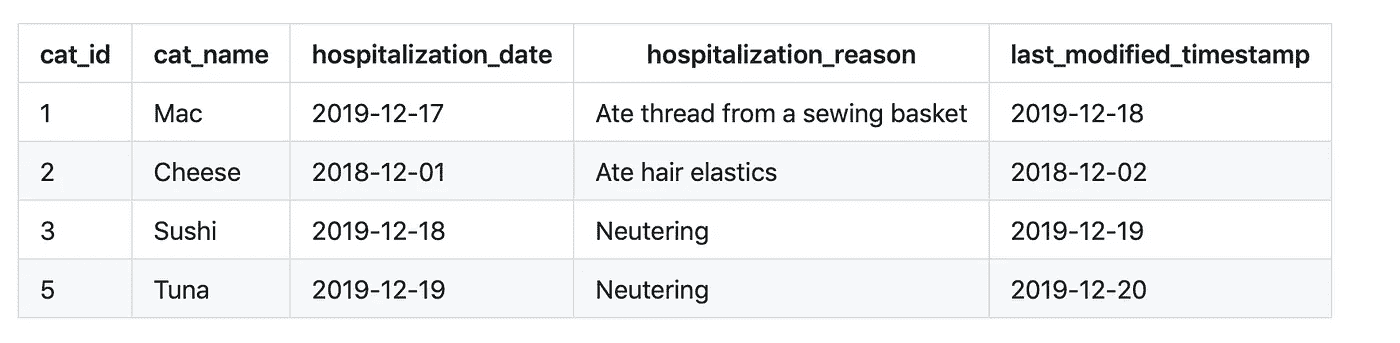 cat_id cat_name hospitalization_date hospitalization_reason last_modified_timestamp
1 Mac 2019-12-17 Ate thread from a sewing basket 2019-12-18
2 Cheese 2018-12-01 Ate hair elastics 2018-12-02
3 Sushi 2019-12-18 Neutering 2019-12-19
5 Tuna 2019-12-19 Neutering 2019-12-20